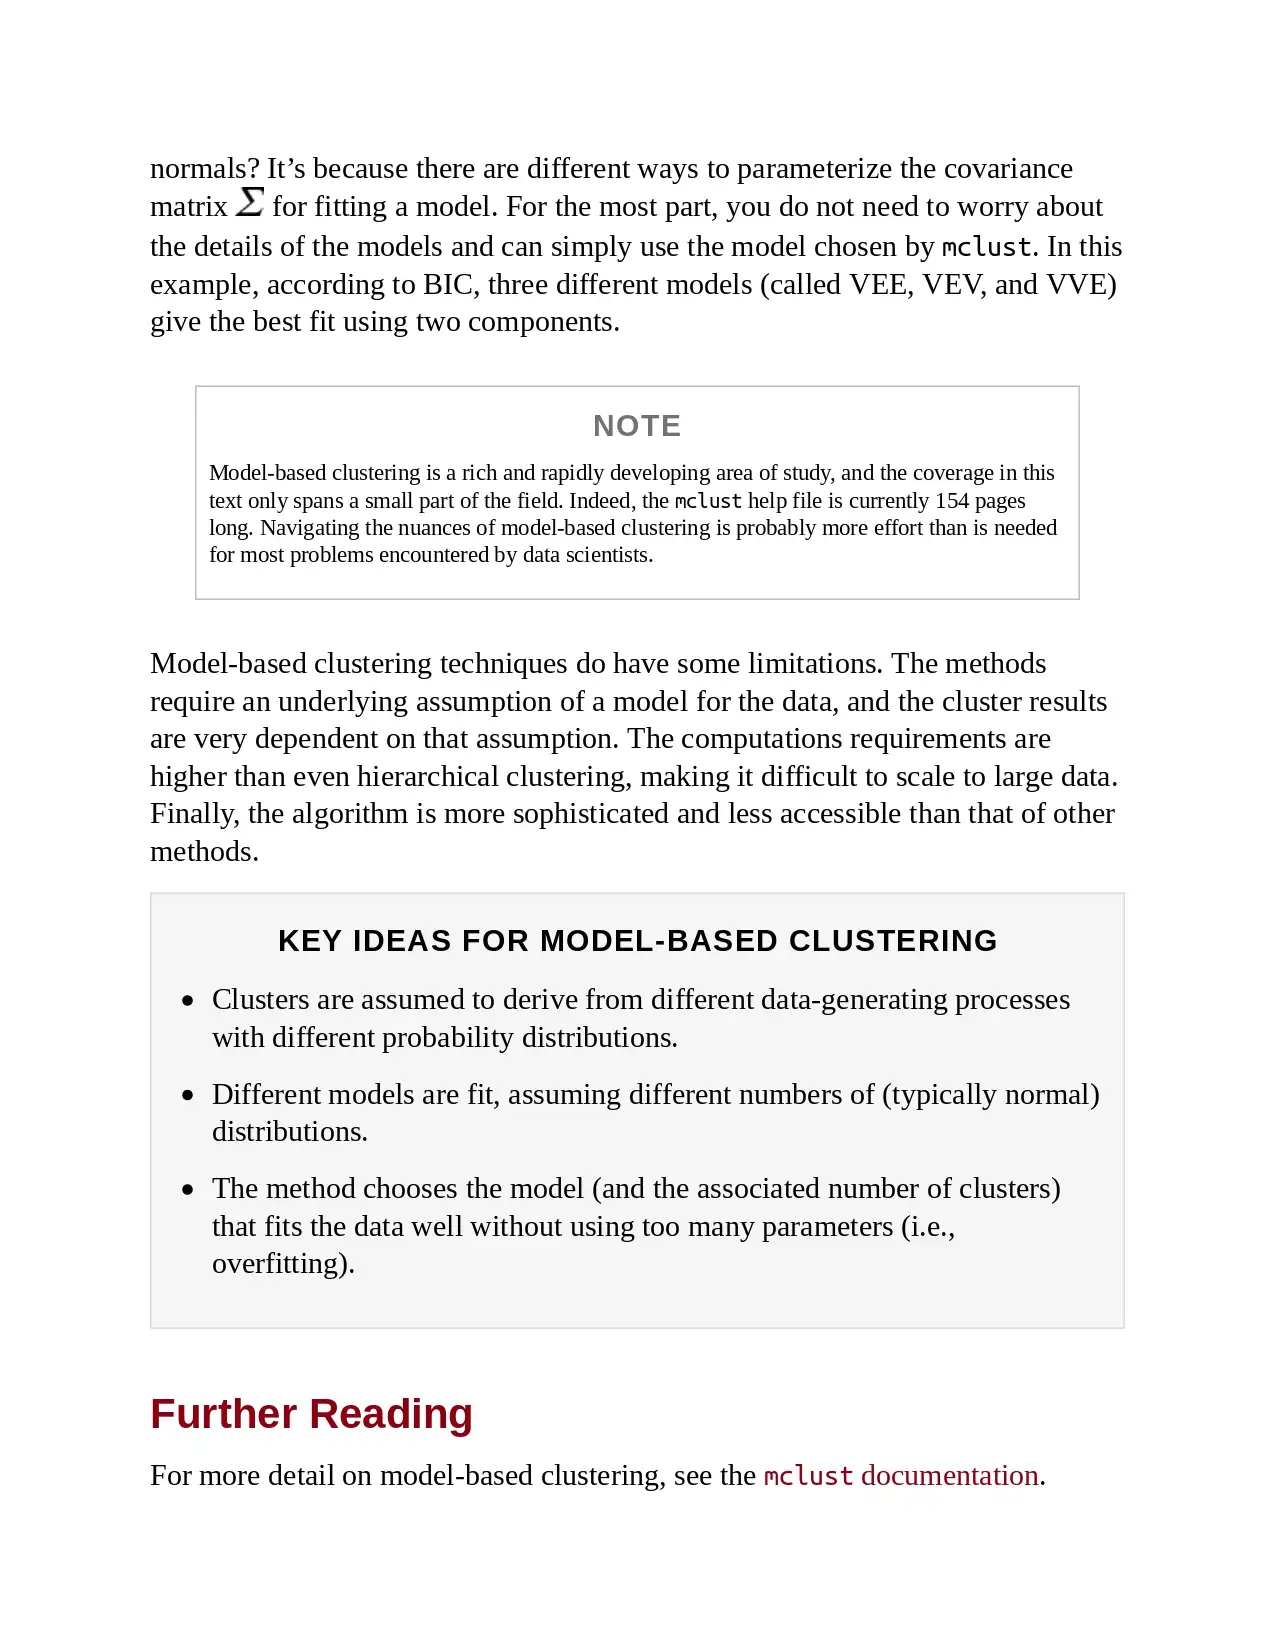 normals? It’s because there are different ways to parameterize the covariance
matrix Σ for fitting a model. For the most part, you do not need to worry about
the details of the models and can simply use the model chosen by mclust. In this
example, according to BIC, three different models (called VEE, VEV, and VVE)
give the best fit using two components.
NOTE
Model-based clustering is a rich and rapidly developing area of study, and the coverage in this
text only spans a small part of the field. Indeed, the mclust help file is currently 154 pages
long. Navigating the nuances of model-based clustering is probably more effort than is needed
for most problems encountered by data scientists.
Model-based clustering techniques do have some limitations. The methods
require an underlying assumption of a model for the data, and the cluster results
are very dependent on that assumption. The computations requirements are
higher than even hierarchical clustering, making it difficult to scale to large data.
Finally, the algorithm is more sophisticated and less accessible than that of other
methods.
KEY IDEAS FOR MODEL-BASED CLUSTERING
• Clusters are assumed to derive from different data-generating processes
with different probability distributions.
• Different models are fit, assuming different numbers of (typically normal)
distributions.
• The method chooses the model (and the associated number of clusters)
that fits the data well without using too many parameters (i.e.,
overfitting).
Further Reading
For more detail on model-based clustering, see the mclust documentation.